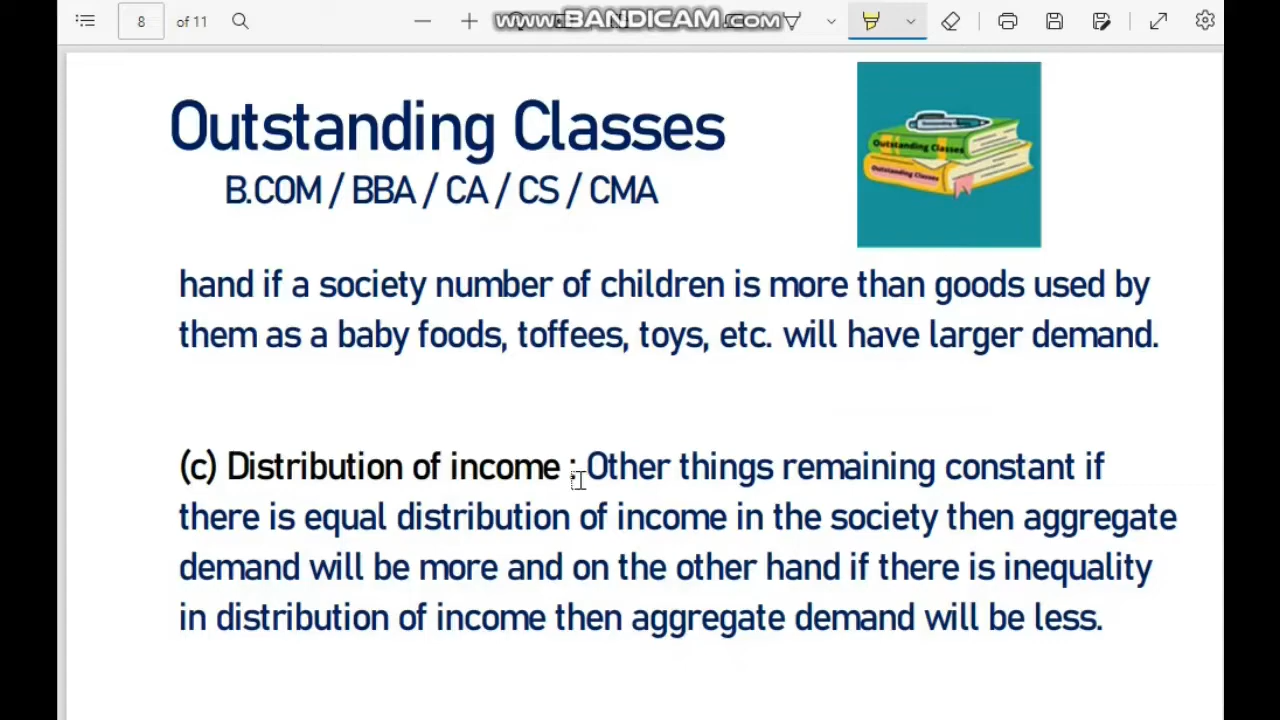 8 of 11
www.BANDICAM.com
Outstanding Classes
B.COM / BBA / CA / CS / CMA
Outstanding Classes
Outstanding Classes
hand if a society number of children is more than goods used by
them as a baby foods, toffees, toys, etc. will have larger demand.
(c) Distribution of income : Other things remaining constant if
there is equal distribution of income in the society then aggregate
demand will be more and on the other hand if there is inequality
in distribution of income then aggregate demand will be less.